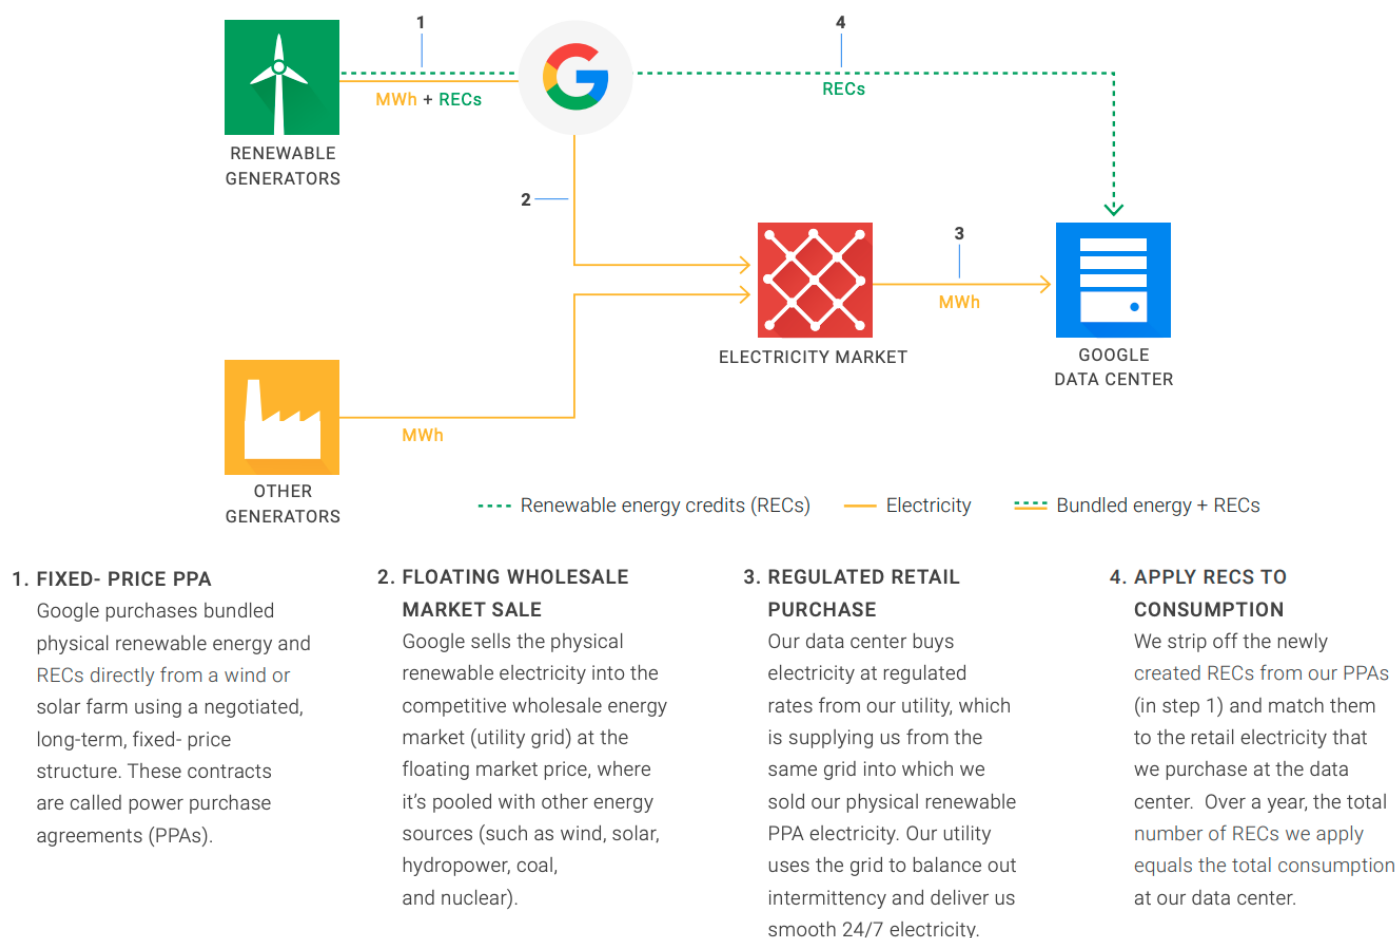 1
4
MWh + RECs
RECs
RENEWABLE
GENERATORS
2
3
MWh
ELECTRICITY MARKET
GOOGLE
DATA CENTER
MWh
OTHER
GENERATORS
Renewable energy credits (RECs)
Electricity
Bundled energy + RECs
1. FIXED- PRICE PPA
Google purchases bundled
physical renewable energy and
RECs directly from a wind or
solar farm using a negotiated,
long-term, fixed- price
structure. These contracts
are called power purchase
agreements (PPAs).
2. FLOATING WHOLESALE
MARKET SALE
Google sells the physical
renewable electricity into the
competitive wholesale energy
market (utility grid) at the
floating market price, where
it’s pooled with other energy
sources (such as wind, solar,
hydropower, coal,
and nuclear).
3. REGULATED RETAIL
PURCHASE
Our data center buys
electricity at regulated
rates from our utility, which
is supplying us from the
same grid into which we
sold our physical renewable
PPA electricity. Our utility
uses the grid to balance out
intermittency and deliver us
smooth 24/7 electricity.
4. APPLY RECS TO
CONSUMPTION
We strip off the newly
created RECs from our PPAs
(in step 1) and match them
to the retail electricity that
we purchase at the data
center. Over a year, the total
number of RECs we apply
equals the total consumption
at our data center.